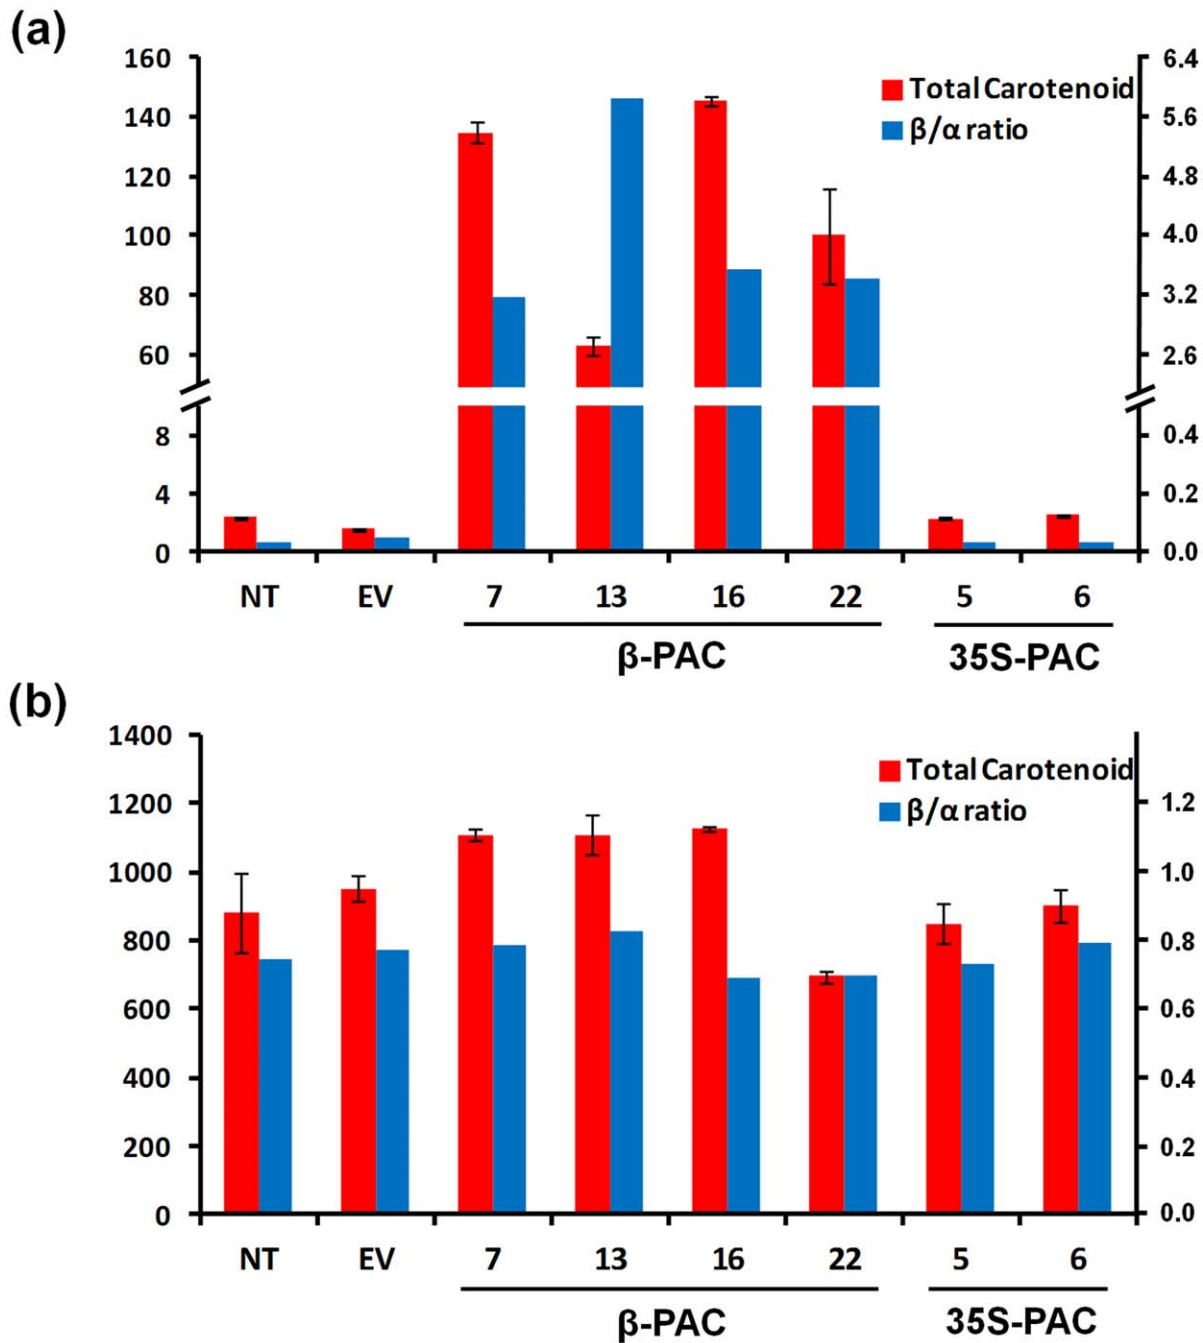 (a)
160 6.4
Total Carotenoid
140 5.6
β/α ratio
120 4.8
100 4.0
80 3.2
60 2.6
8 0.4
4 0.2
0 0.0
NT EV 7 13 16 22 5 6
β-PAC 35S-PAC
(b)
1400
Total Carotenoid
1200 1.2
β/α ratio
1000 1.0
800 0.8
600 0.6
400 0.4
200 0.2
0 0.0
NT EV 7 13 16 22 5 6
β-PAC 35S-PAC